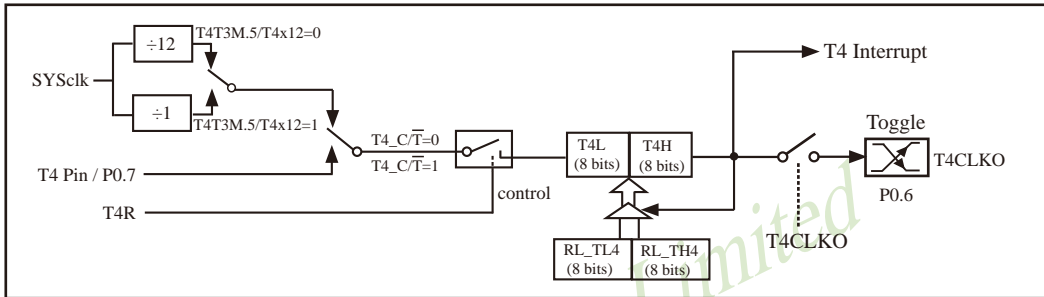 ÷12
T4T3M.5/T4x12=0
SYSclk
÷1
T4T3M.5/T4x12=1
T4 Pin / P0.7
T4R
T4_C/T̅=0
T4_C/T̅=1
control
T4L
(8 bits)
T4H
(8 bits)
RL_TL4
(8 bits)
RL_TH4
(8 bits)
T4 Interrupt
Toggle
T4CLKO
P0.6
T4CLKO
Limited